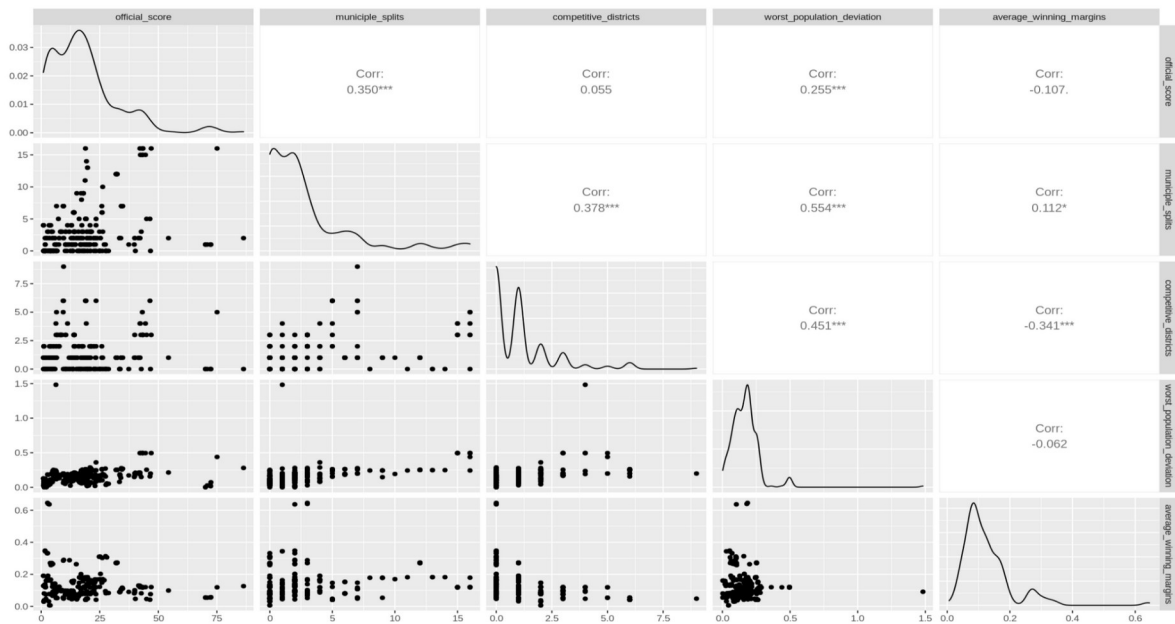 official_score municiple_splits competitive_districts worst_population_deviation average_winning_margins
0.03
0.02
0.01
0.00
Corr:
0.350***
Corr:
0.055
Corr:
0.255***
Corr:
-0.107.
official_score
15
10
5
0
Corr:
0.378***
Corr:
0.554***
Corr:
0.112*
municiple_splits
7.5
5.0
2.5
0.0
Corr:
0.451***
Corr:
-0.341***
competitive_districts
1.5
1.0
0.5
0.0
Corr:
-0.062
worst_population_deviation
0.6
0.4
0.2
0.0
average_winning_margins
0 25 50 75 0 5 10 15 0.0 2.5 5.0 7.5 0.0 0.5 1.0 1.5 0.0 0.2 0.4 0.6